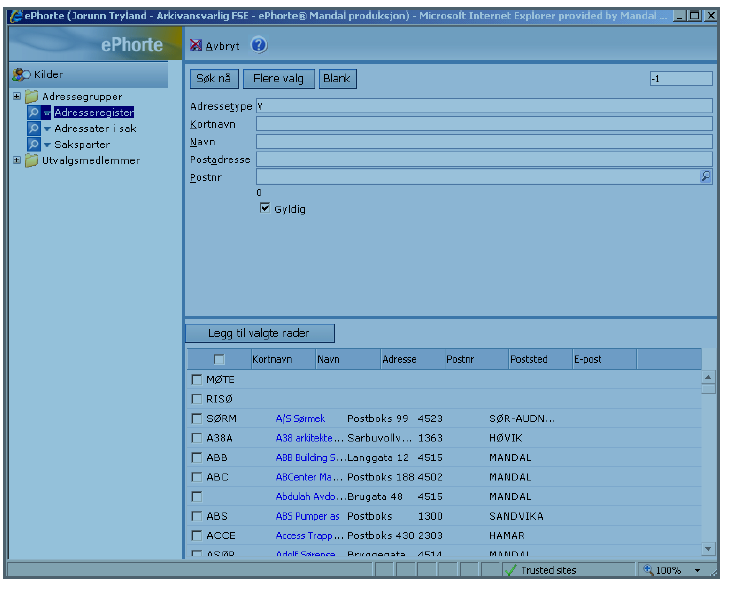 ePhorte (Jorunn Tryland - Arkivansvarlig FSE - ePhorte® Mandal produksjon) - Microsoft Internet Explorer provided by Mandal ...
ePhorte
Avbryt
Kilder
Adressegrupper
Adresseregister
Adressater i sak
Saksparter
Utvalgsmedlemmer
Søk nå Flere valg Blank
-1
Adressetype Y
Kortnavn
Navn
Postadresse
Postnr
0
Gyldig
Legg til valgte rader
Kortnavn Navn Adresse Postnr Poststed E-post
MØTE
RISØ
SØRM A/S Sørmek Postboks 99 4523 SØR-AUDN...
A38A A38 arkitekte... Sarbuvollv... 1363 HØVIK
ABB ABB Building S... Langgata 12 4515 MANDAL
ABC ABCenter Ma... Postboks 188 4502 MANDAL
Abdulah Avdo... Brugata 48 4515 MANDAL
ABS ABS Pumper as Postboks 1300 SANDVIKA
ACCE Access Trapp... Postboks 430 2303 HAMAR
ASØR Adolf Sørense... Bryggegata 4514 MANDAL
Trusted sites
100%